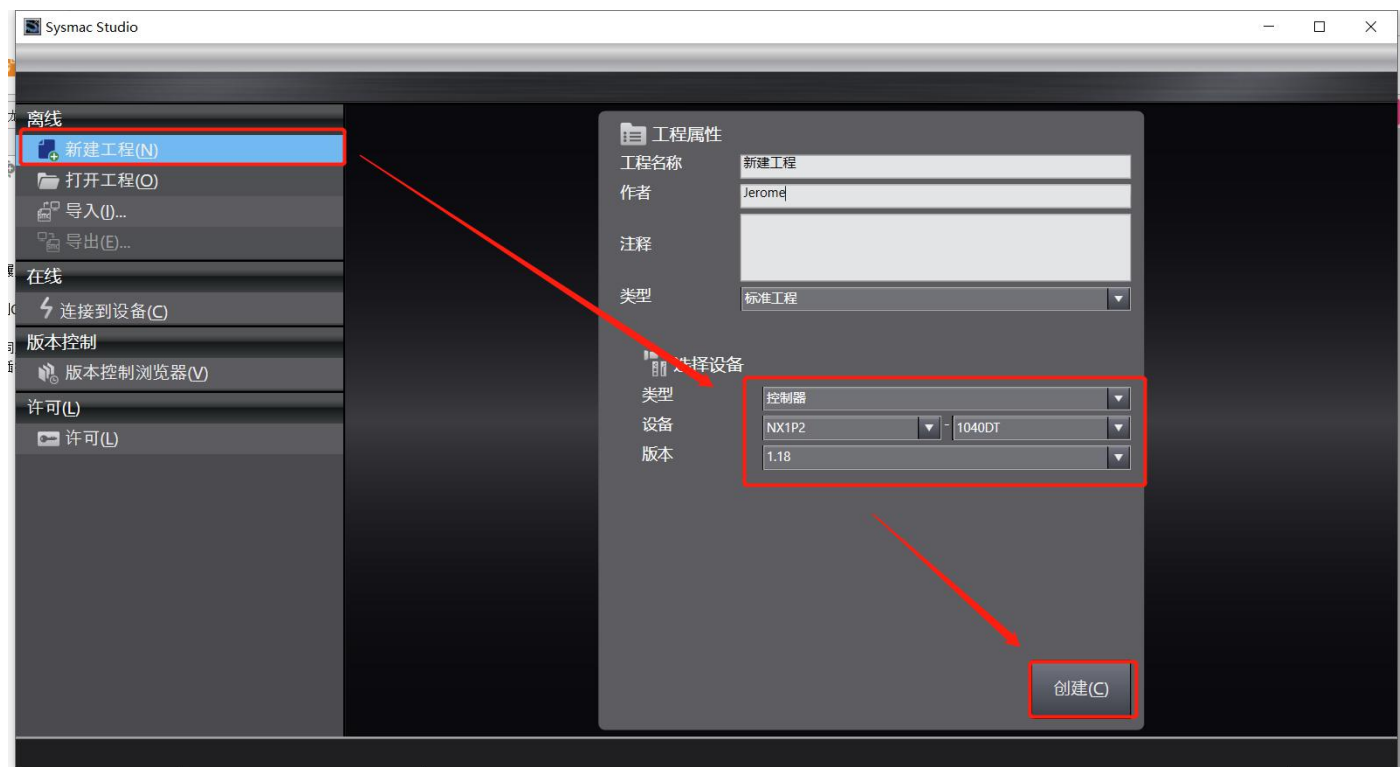 Sysmac Studio
离线
新建工程(N)
打开工程(O)
导入(I)...
导出(E)...
在线
连接到设备(C)
版本控制
版本控制浏览器(V)
许可(L)
许可(L)
工程属性
工程名称 新建工程
作者 Jerome
注释
类型 标准工程
选择设备
类型 控制器
设备 NX1P2 - 1040DT
版本 1.18
创建(C)